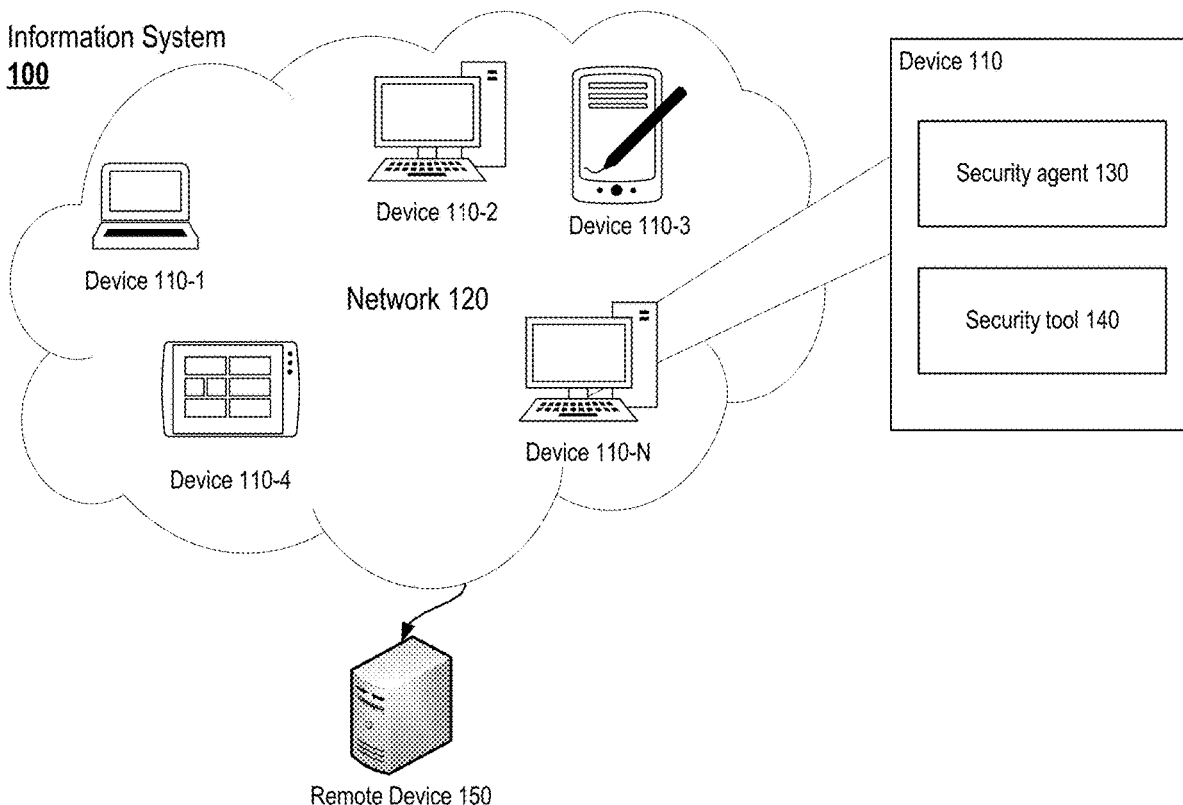 Information System
100
Device 110-1
Device 110-2
Device 110-3
Network 120
Device 110-4
Device 110-N
Device 110
Security agent 130
Security tool 140
Remote Device 150